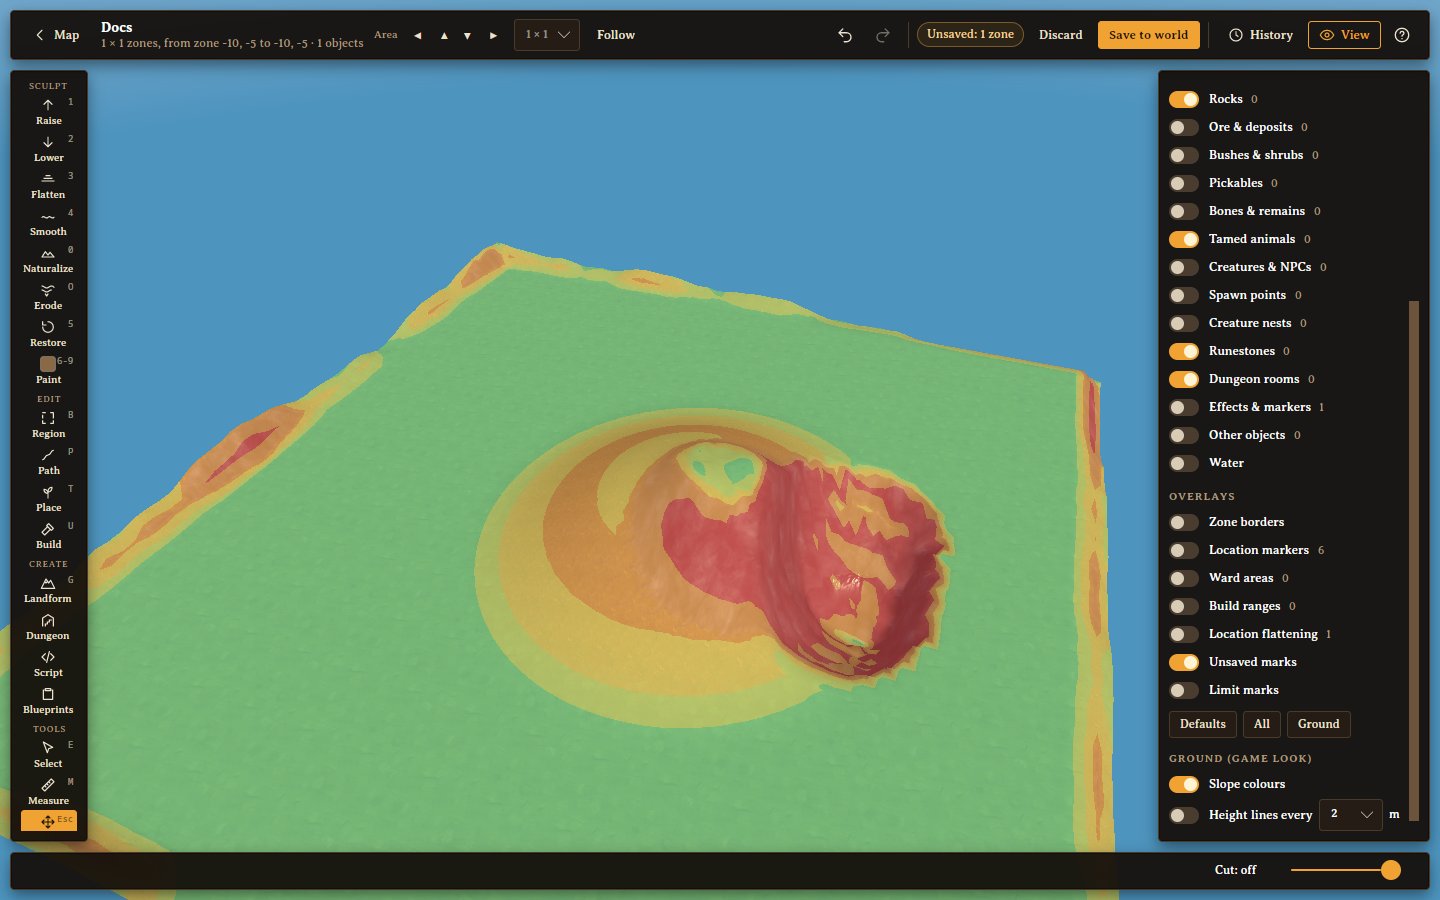 Map
Docs
1 × 1 zones, from zone -10, -5 to -10, -5 · 1 objects
Area
1 × 1
Follow
Unsaved: 1 zone
Discard
Save to world
History
View
SCULPT
Raise 1
Lower 2
Flatten 3
Smooth 4
Naturalize 0
Erode O
Restore 5
Paint 6-9
EDIT
Region B
Path P
Place T
Build U
CREATE
Landform G
Dungeon
Script
Blueprints
TOOLS
Select E
Measure M
Esc
Rocks 0
Ore & deposits 0
Bushes & shrubs 0
Pickables 0
Bones & remains 0
Tamed animals 0
Creatures & NPCs 0
Spawn points 0
Creature nests 0
Runestones 0
Dungeon rooms 0
Effects & markers 1
Other objects 0
Water
OVERLAYS
Zone borders
Location markers 6
Ward areas 0
Build ranges 0
Location flattening 1
Unsaved marks
Limit marks
Defaults
All
Ground
GROUND (GAME LOOK)
Slope colours
Height lines every 2 m
Cut: off